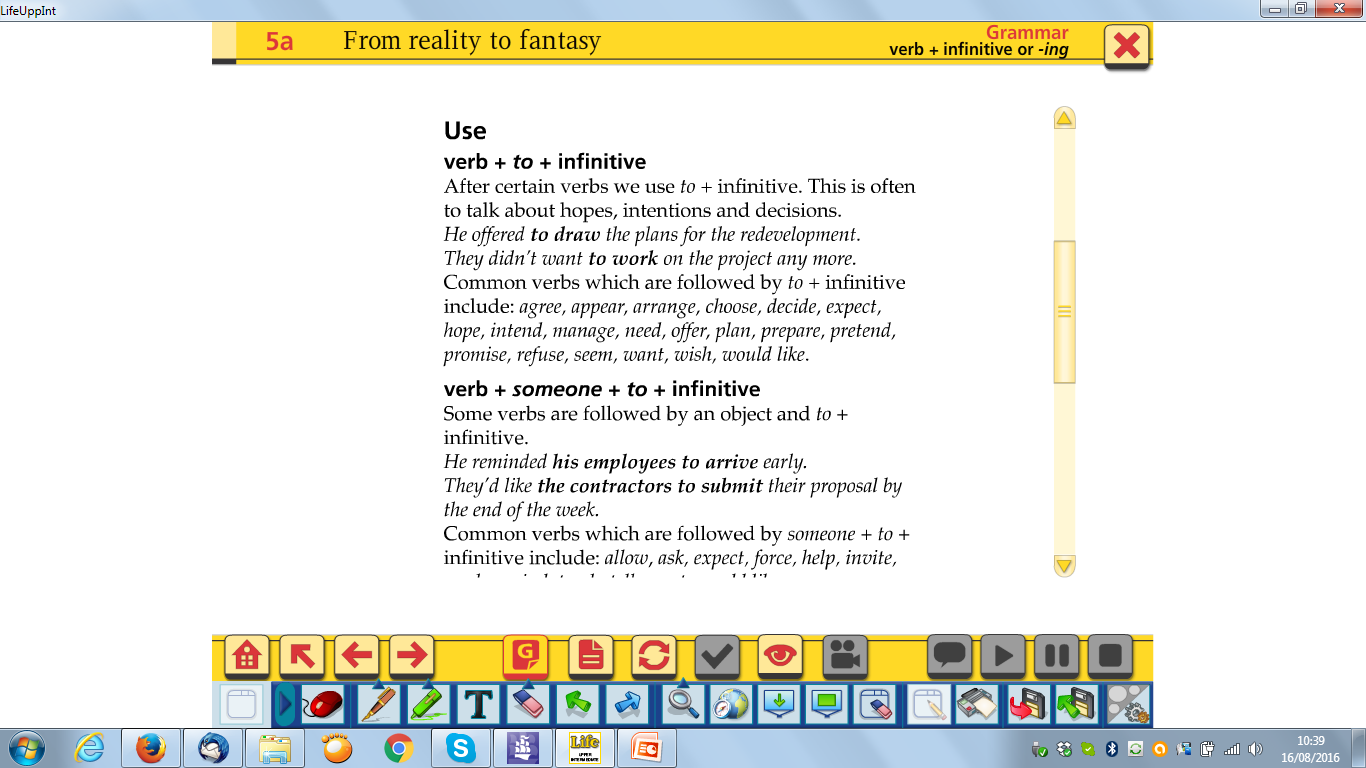 LifeUppInt
5a From reality to fantasy
Grammar
verb + infinitive or -ing
Use
verb + to + infinitive
After certain verbs we use to + infinitive. This is often
to talk about hopes, intentions and decisions.
He offered to draw the plans for the redevelopment.
They didn't want to work on the project any more.
Common verbs which are followed by to + infinitive
include: agree, appear, arrange, choose, decide, expect,
hope, intend, manage, need, offer, plan, prepare, pretend,
promise, refuse, seem, want, wish, would like.
verb + someone + to + infinitive
Some verbs are followed by an object and to +
infinitive.
He reminded his employees to arrive early.
They'd like the contractors to submit their proposal by
the end of the week.
Common verbs which are followed by someone + to +
infinitive include: allow, ask, expect, force, help, invite,
G
T
Life
UPPER
INTERMEDIATE
10:39
16/08/2016